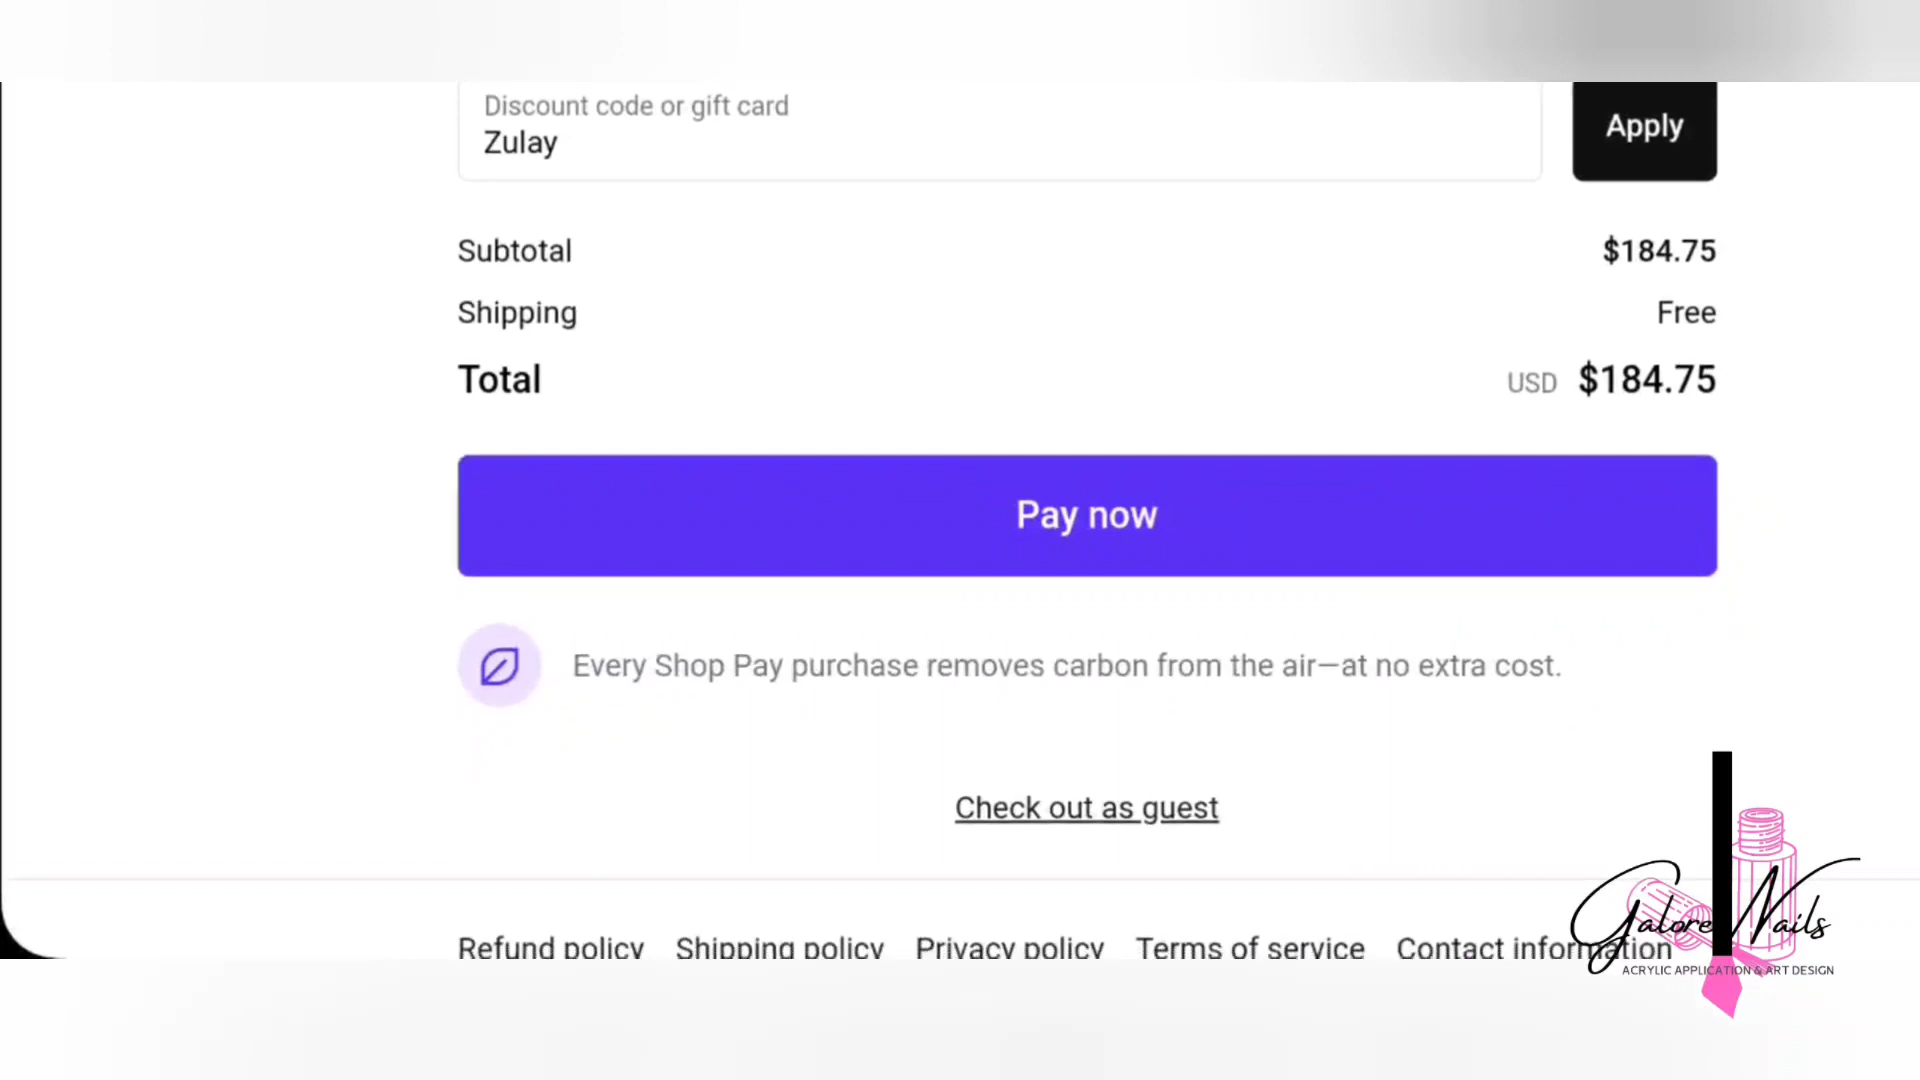 Discount code or gift card
Zulay
Apply
Subtotal $184.75
Shipping Free
Total USD $184.75
Pay now
Every Shop Pay purchase removes carbon from the air—at no extra cost.
Check out as guest
Refund policy Shipping policy Privacy policy Terms of service Contact information
Galore Nails
ACRYLIC APPLICATION & ART DESIGN